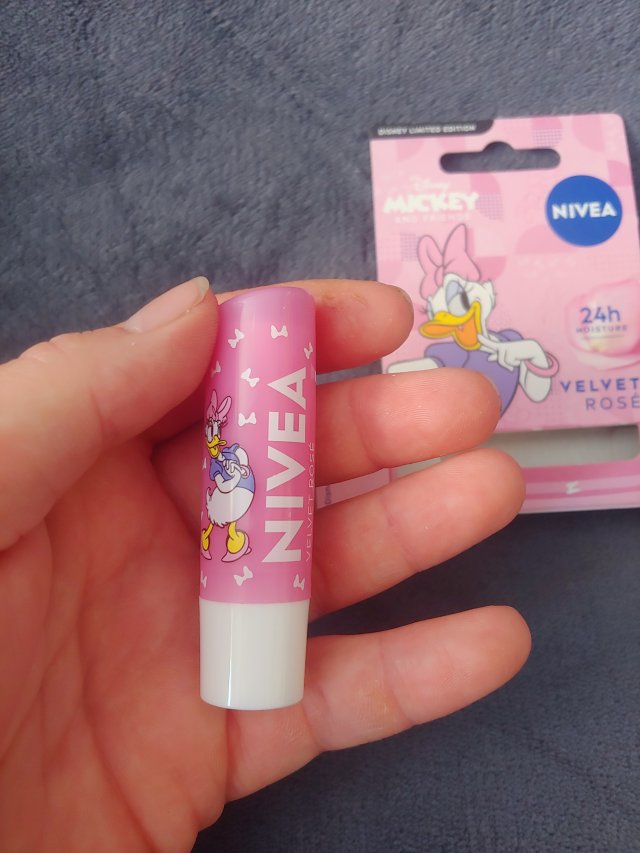 DISNEY LIMITED EDITION
Disney
MICKEY
AND FRIENDS
NIVEA
24h
MOISTURE
VELVET
ROSÉ
NIVEA
VELVET ROSÉ